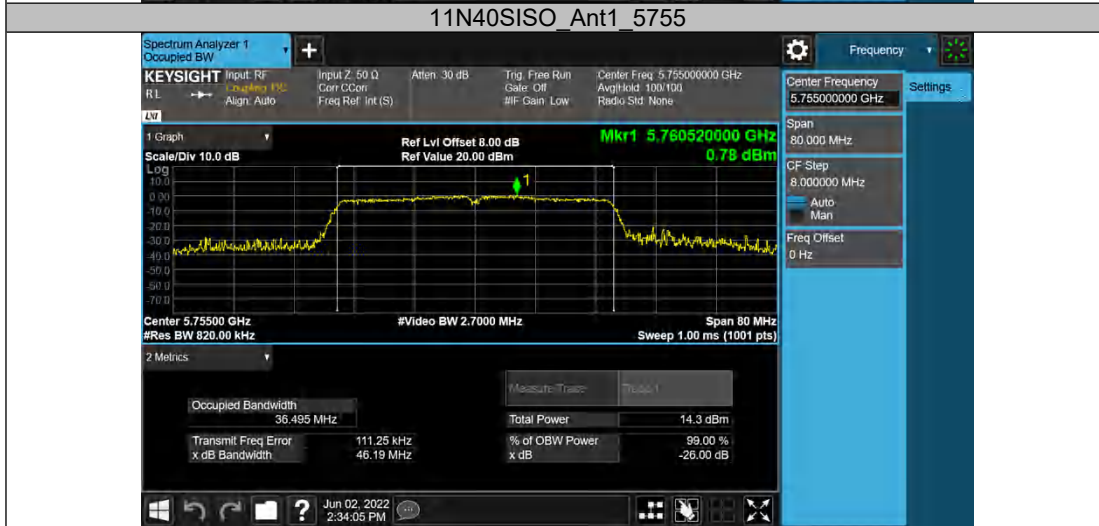 11N40SISO_Ant1_5755
Spectrum Analyzer 1
Occupied BW
Frequency
KEYSIGHT Input: RF Input Z: 50 Ω Atten: 30 dB Trig: Free Run Center Freq: 5.755000000 GHz
RL Coupling: DC Corr CCorr Gate: Off Avg|Hold: 100/100
Align: Auto Freq Ref: Int (S) #IF Gain: Low Radio Std: None
LXI
Center Frequency
5.755000000 GHz
Settings
Span
80.000 MHz
CF Step
8.000000 MHz
Auto
Man
Freq Offset
0 Hz
1 Graph
Ref Lvl Offset 8.00 dB
Mkr1 5.760520000 GHz
Scale/Div 10.0 dB
Ref Value 20.00 dBm
0.78 dBm
Log
10.0
0.00
-10.0
-20.0
-30.0
-40.0
-50.0
-60.0
-70.0
1
Center 5.75500 GHz #Video BW 2.7000 MHz Span 80 MHz
#Res BW 820.00 kHz Sweep 1.00 ms (1001 pts)
2 Metrics
Measure Trace Trace 1
Occupied Bandwidth
36.495 MHz
Total Power 14.3 dBm
Transmit Freq Error 111.25 kHz % of OBW Power 99.00 %
x dB Bandwidth 46.19 MHz x dB -26.00 dB
? Jun 02, 2022
2:34:05 PM